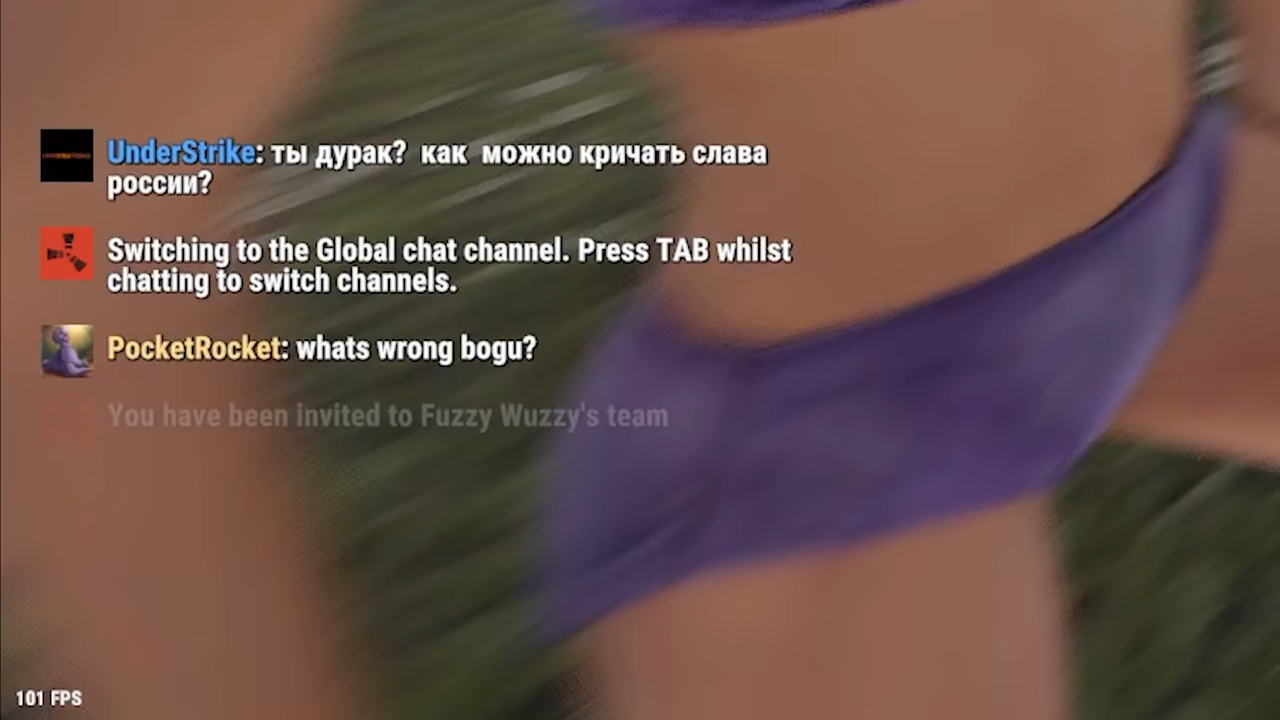 UnderStrike: ты дурак?  как  можно кричать слава
россии?
Switching to the Global chat channel. Press TAB whilst
chatting to switch channels.
PocketRocket: whats wrong bogu?
You have been invited to Fuzzy Wuzzy's team
101 FPS